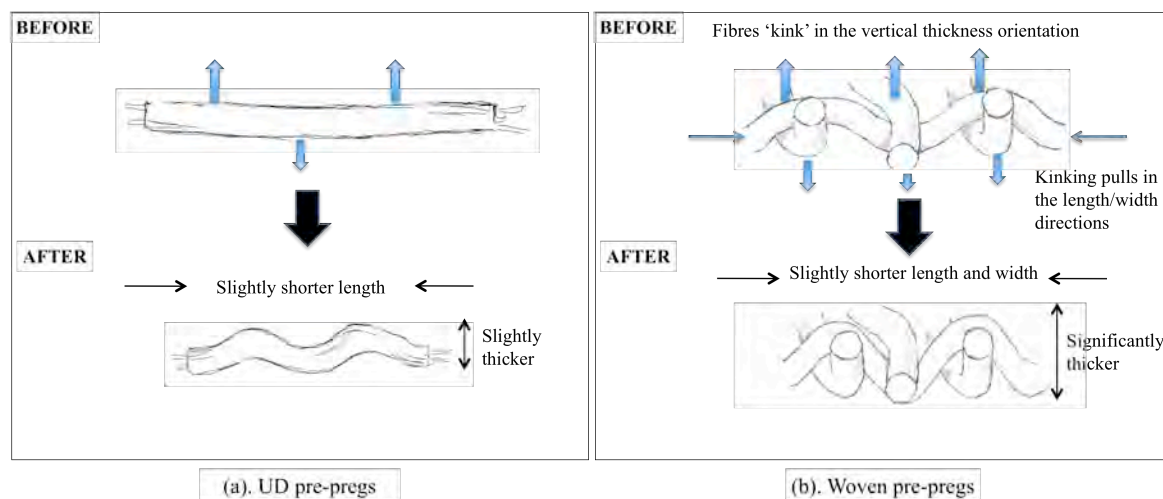 BEFORE
AFTER
Slightly shorter length
Slightly
thicker
(a). UD pre-pregs
BEFORE
Fibres ‘kink’ in the vertical thickness orientation
Kinking pulls in
the length/width
directions
AFTER
Slightly shorter length and width
Significantly
thicker
(b). Woven pre-pregs